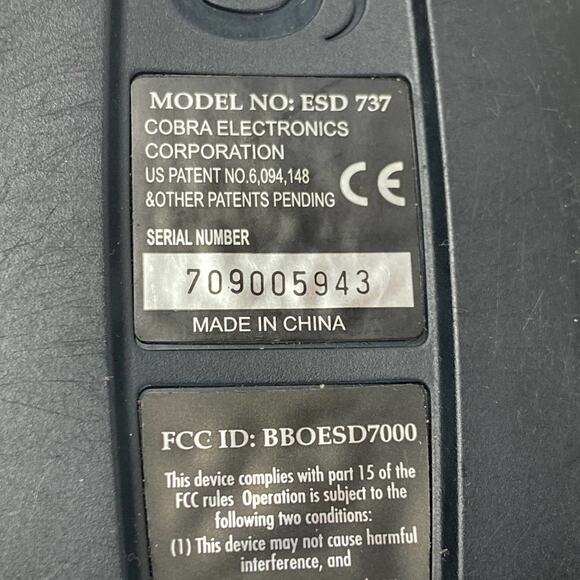 MODEL NO: ESD 737
COBRA ELECTRONICS
CORPORATION
US PATENT NO.6,094,148
&OTHER PATENTS PENDING
CE
SERIAL NUMBER
709005943
MADE IN CHINA
FCC ID: BBOESD7000
This device complies with part 15 of the
FCC rules Operation is subject to the
following two conditions:
(1) This device may not cause harmful
interference, and